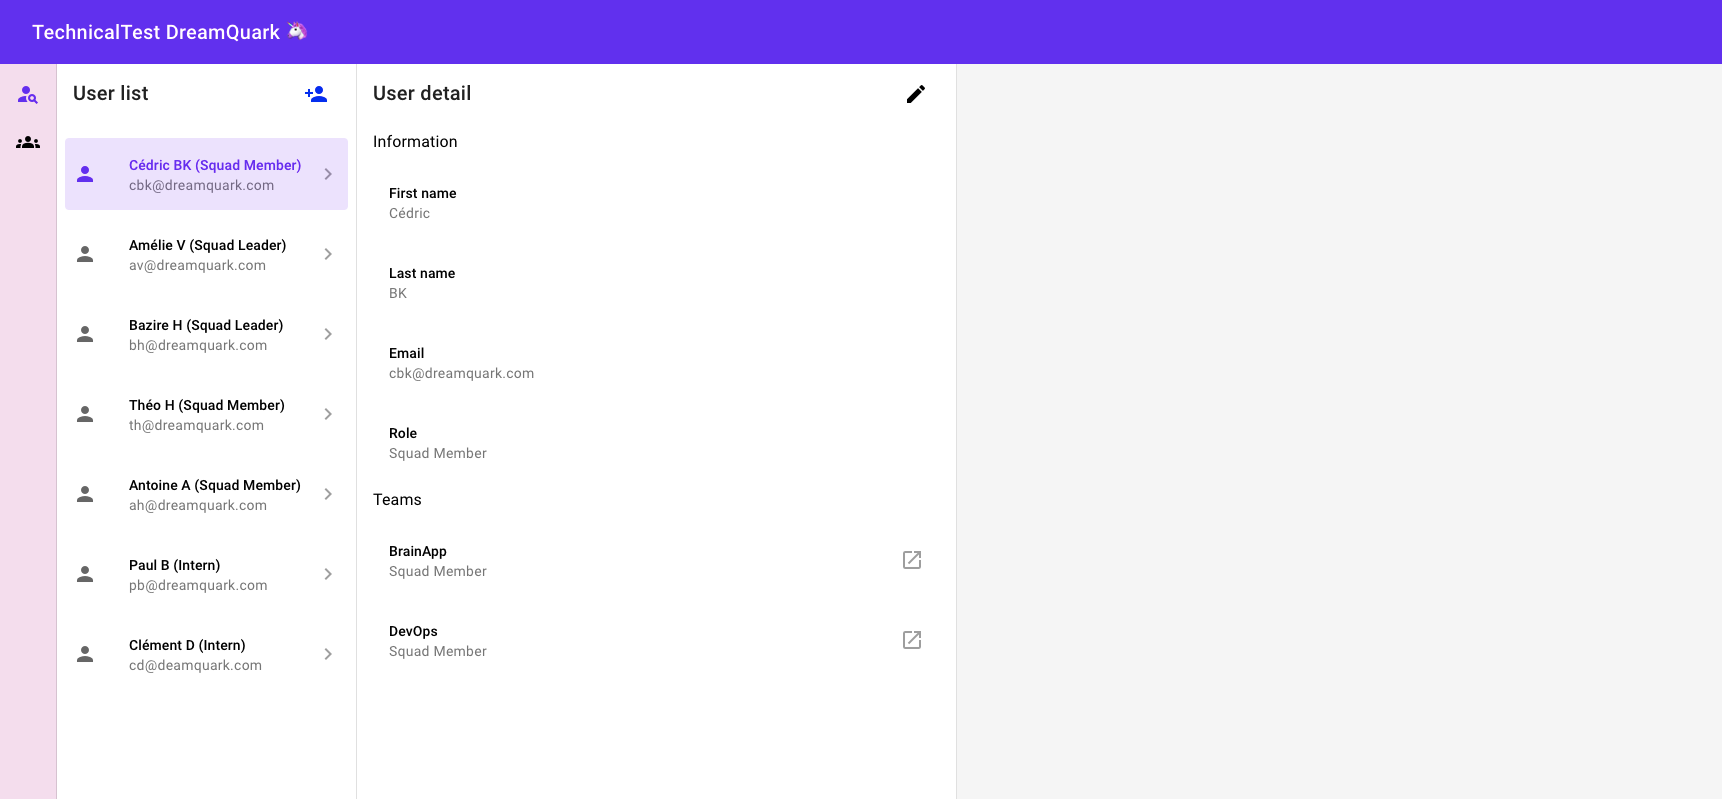 TechnicalTest DreamQuark 🦄
User list
Cédric BK (Squad Member)
cbk@dreamquark.com
Amélie V (Squad Leader)
av@dreamquark.com
Bazire H (Squad Leader)
bh@dreamquark.com
Théo H (Squad Member)
th@dreamquark.com
Antoine A (Squad Member)
ah@dreamquark.com
Paul B (Intern)
pb@dreamquark.com
Clément D (Intern)
cd@deamquark.com
User detail
Information
First name
Cédric
Last name
BK
Email
cbk@dreamquark.com
Role
Squad Member
Teams
BrainApp
Squad Member
DevOps
Squad Member